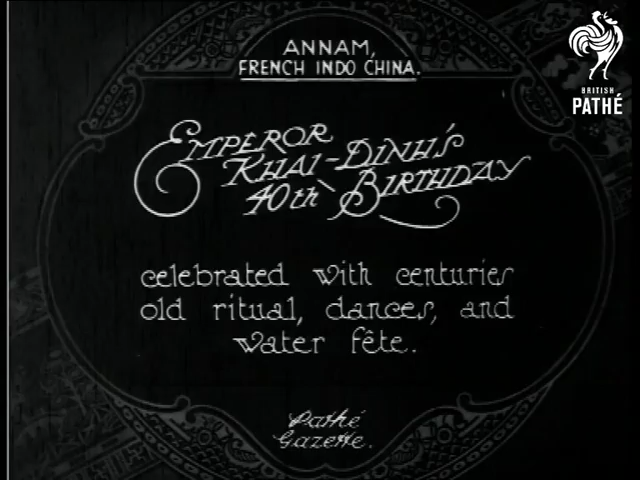 ANNAM,
FRENCH INDO CHINA.
BRITISH
PATHÉ
EMPEROR
KHAI-DINH'S
40th BIRTHDAY
celebrated with centuries
old ritual, dances, and
water fête.
Pathé
Gazette.